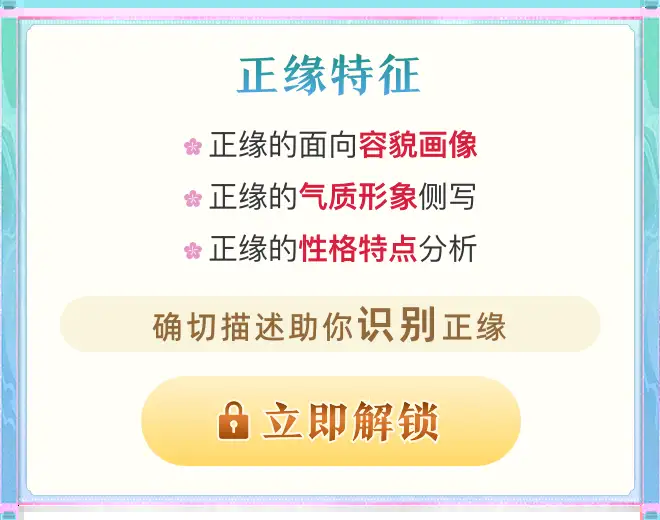 正缘特征
正缘的面向容貌画像
正缘的气质形象侧写
正缘的性格特点分析
确切描述助你识别正缘
立即解锁